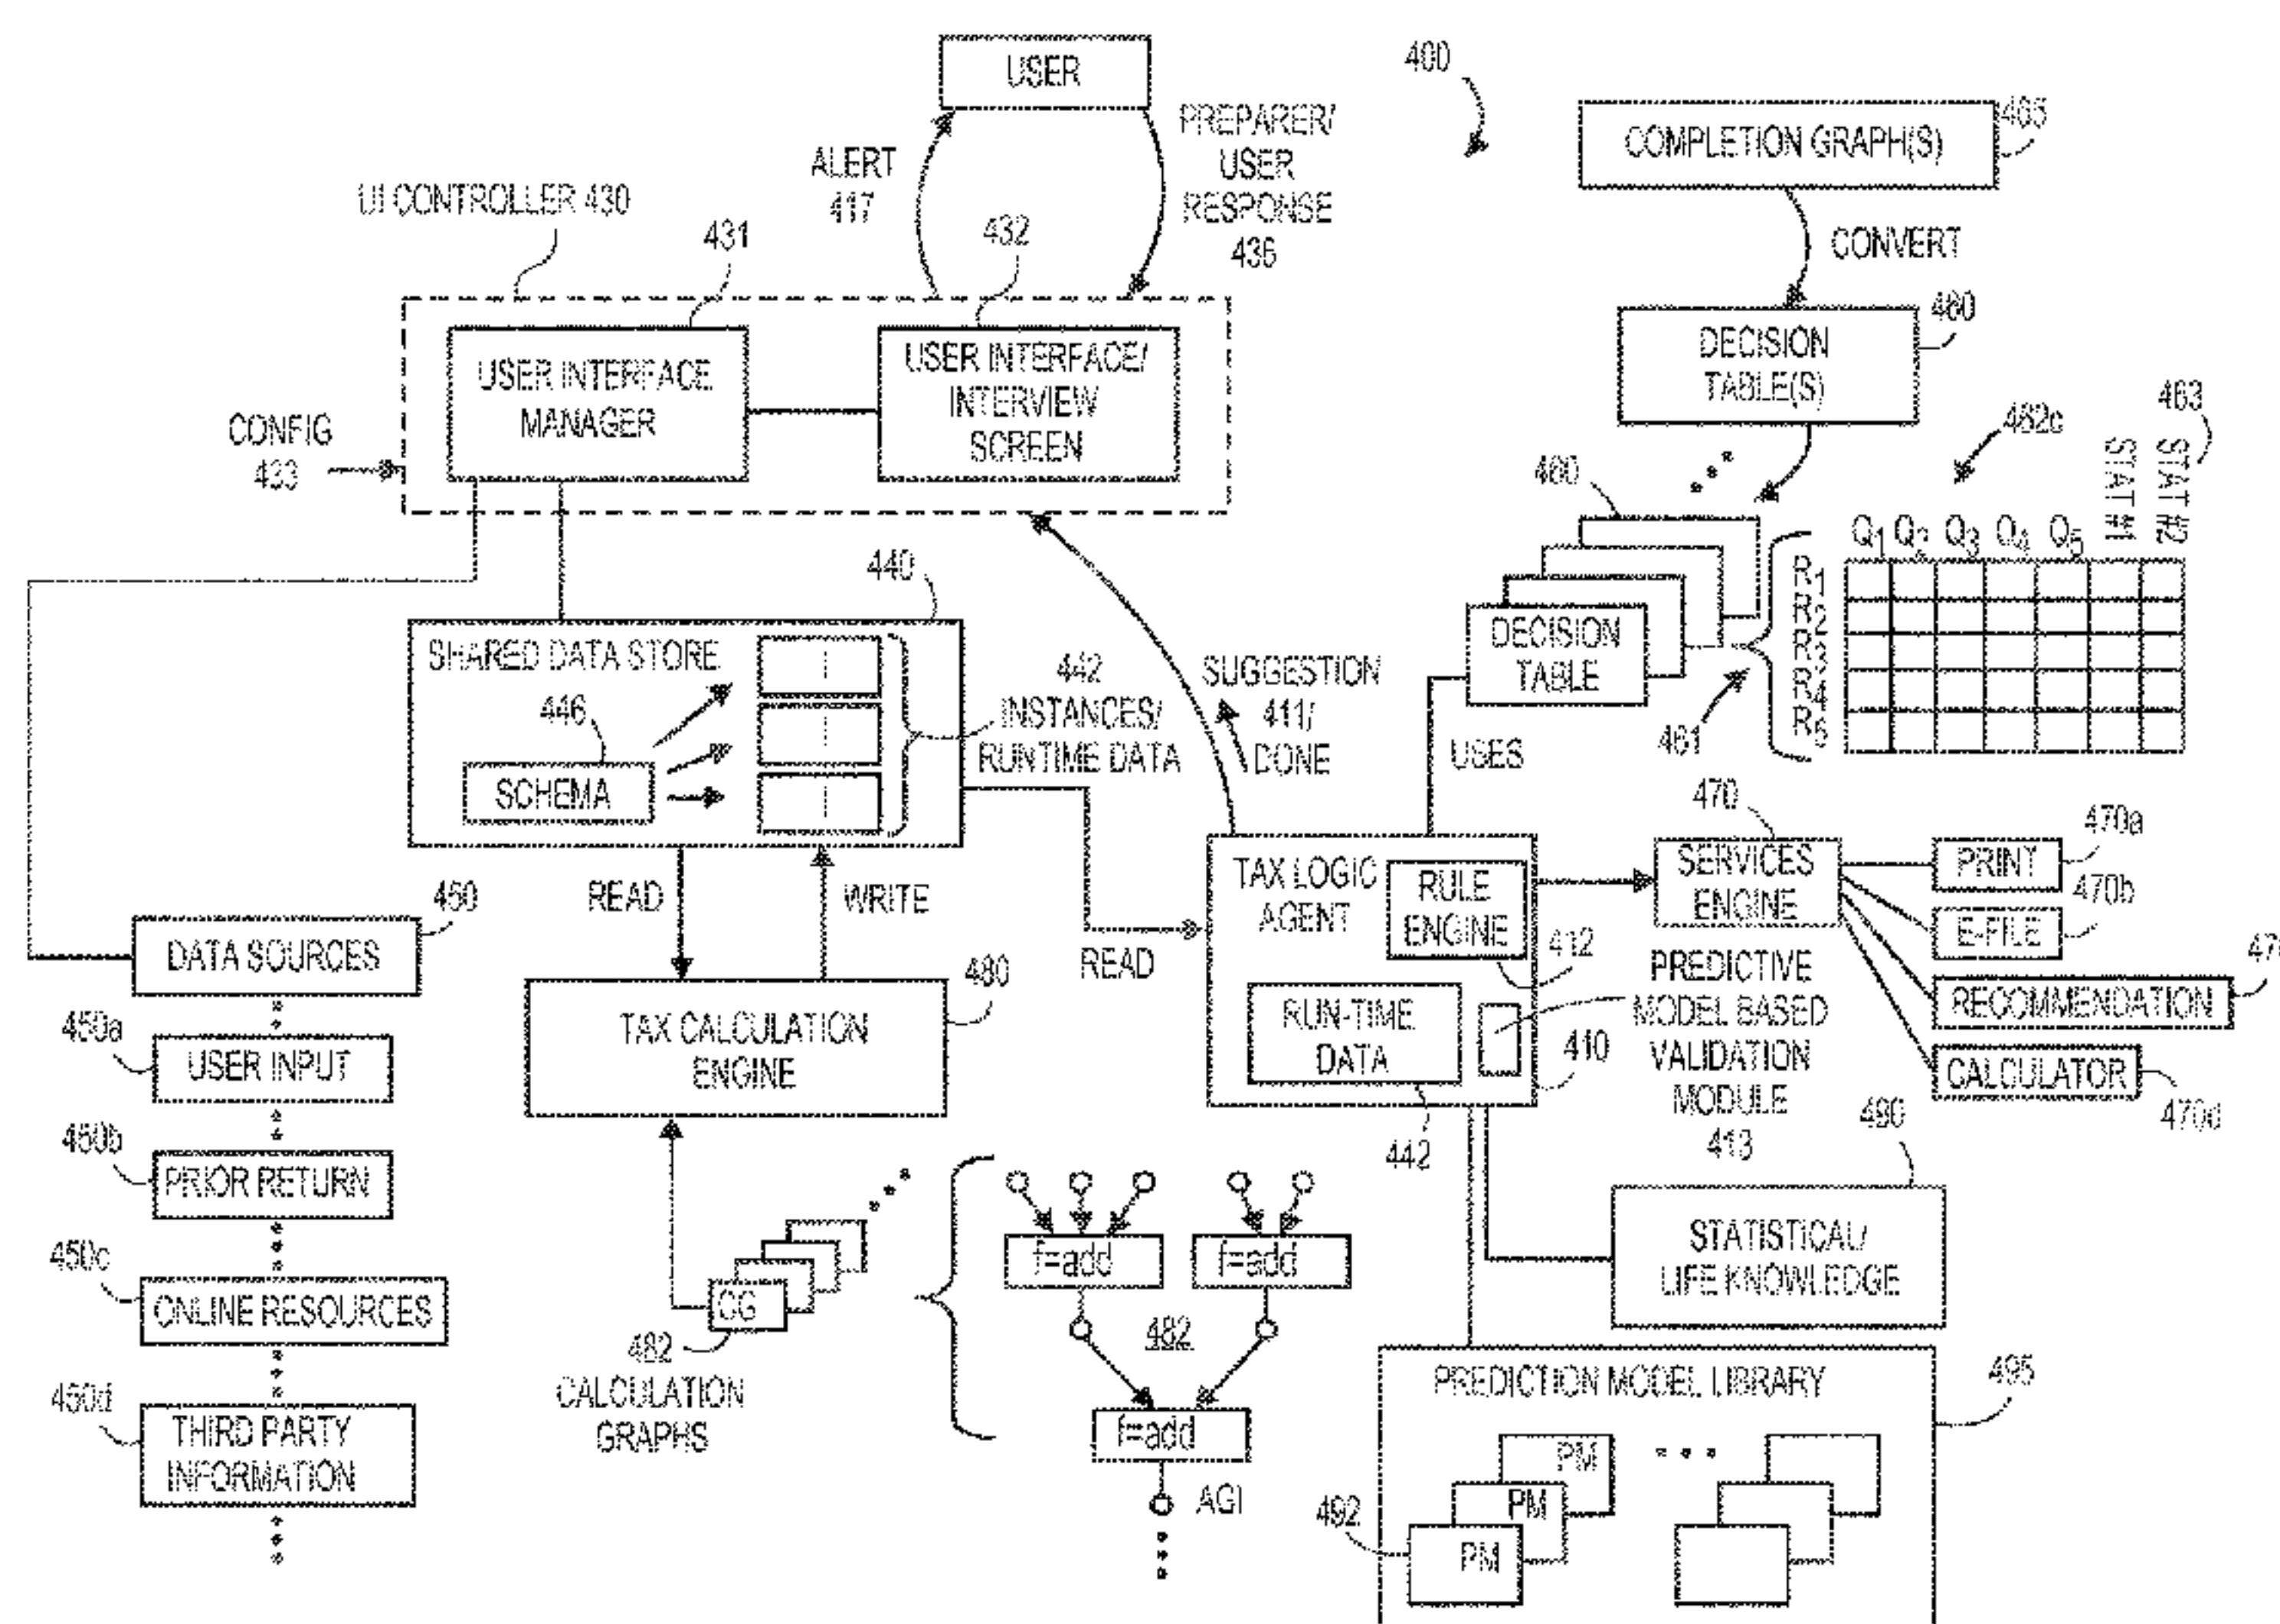 USER
400
COMPLETION GRAPH(S)
465
ALERT
417
PREPARER/
USER
RESPONSE
436
CONVERT
UI CONTROLLER 430
431
432
DECISION
TABLE(S)
460
USER INTERFACE
MANAGER
USER INTERFACE/
INTERVIEW
SCREEN
CONFIG
433
462c
463
STAT #1
STAT #2
460
Q1 Q2 Q3 Q4 Q5
R1
R2
R3
R4
R5
461
DECISION
TABLE
USES
440
SHARED DATA STORE
446
SCHEMA
442
INSTANCES/
RUNTIME DATA
SUGGESTION
411/
DONE
READ
WRITE
READ
TAX LOGIC
AGENT
RULE
ENGINE
412
RUN-TIME
DATA
442
410
PREDICTIVE
MODEL BASED
VALIDATION
MODULE
413
470
SERVICES
ENGINE
470a
PRINT
470b
E-FILE
RECOMMENDATION
CALCULATOR
470d
450
DATA SOURCES
450a
USER INPUT
450b
PRIOR RETURN
450c
ONLINE RESOURCES
450d
THIRD PARTY
INFORMATION
480
TAX CALCULATION
ENGINE
CG
482
CALCULATION
GRAPHS
f=add
f=add
482
f=add
AGI
490
STATISTICAL/
LIFE KNOWLEDGE
PREDICTION MODEL LIBRARY
495
PM
PM
PM
492